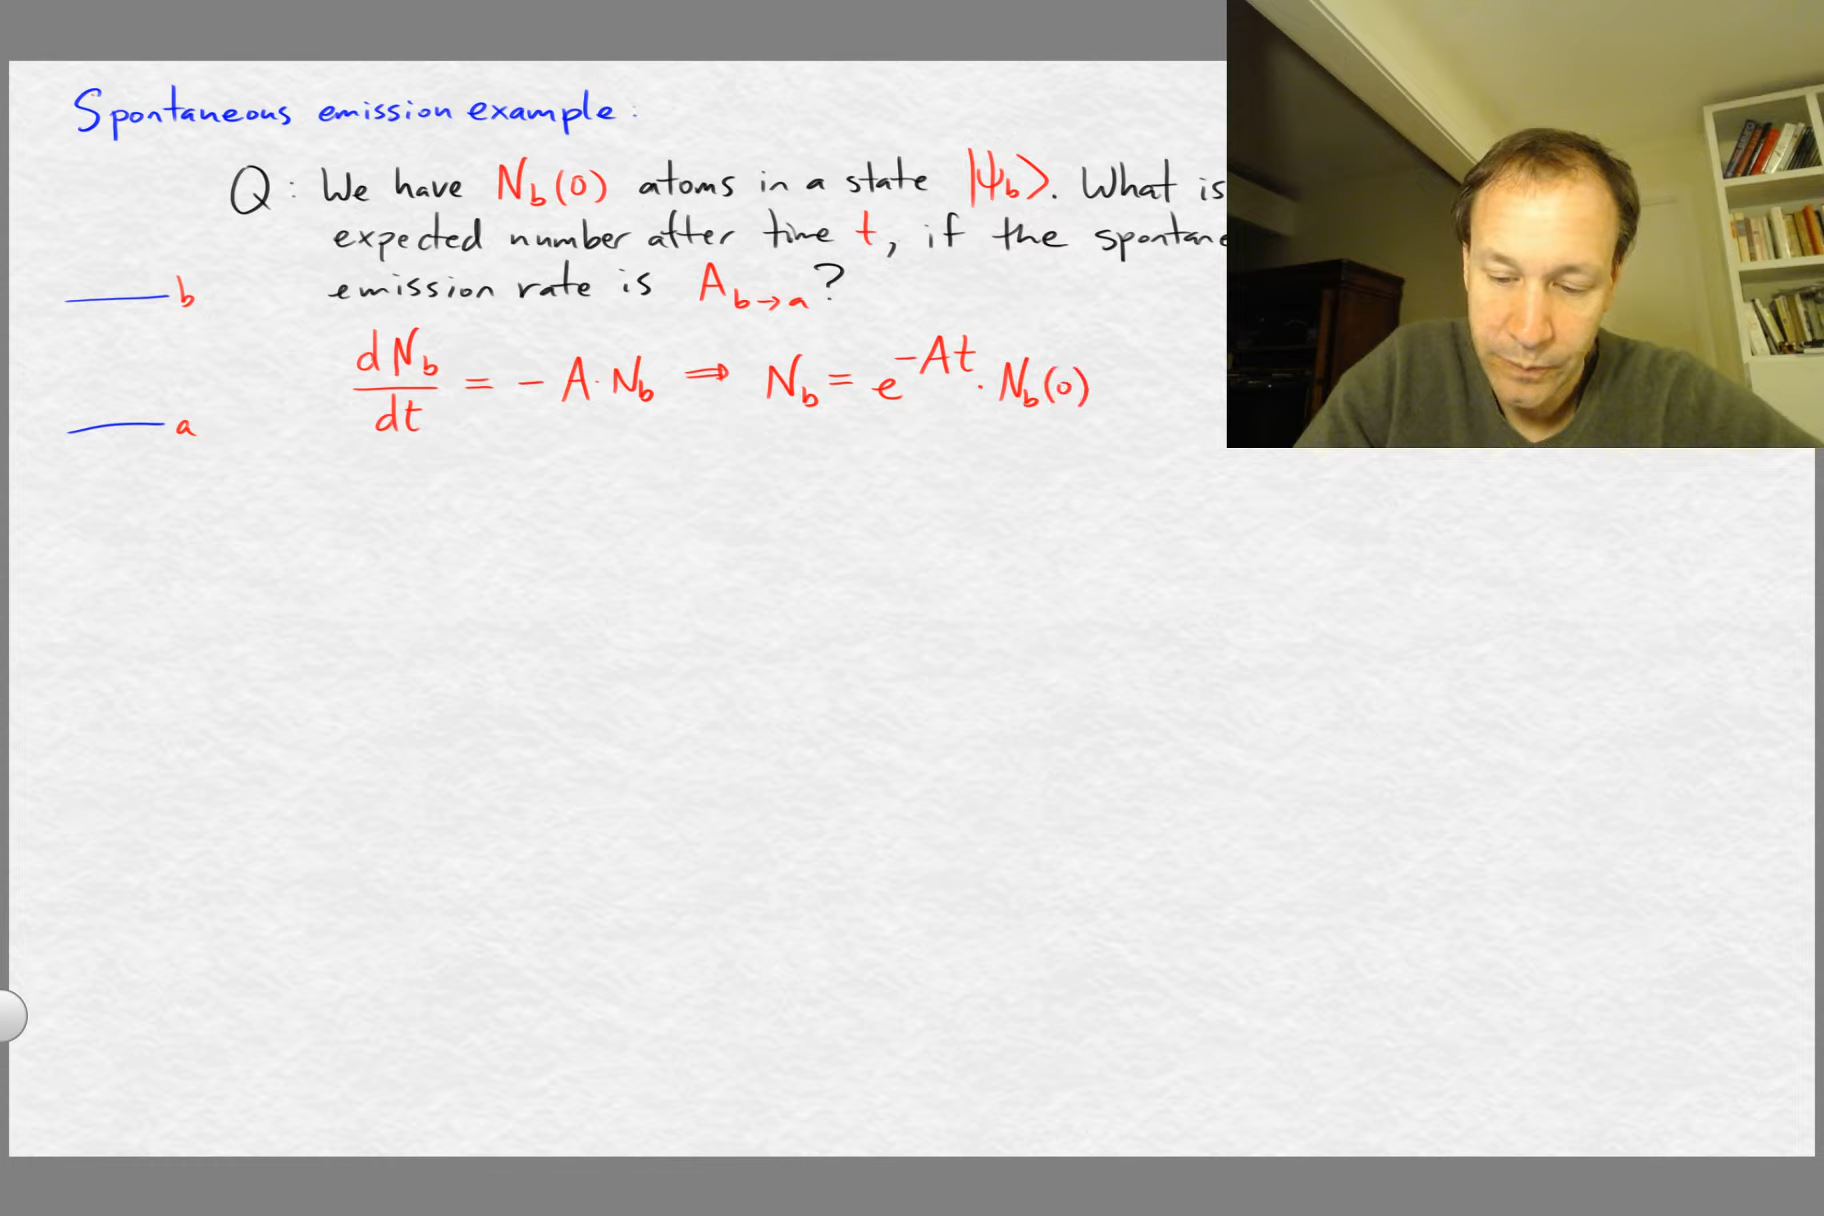 Spontaneous emission example:
Q: We have N_b(0) atoms in a state |ψ_b⟩. What is
expected number after time t, if the spontane
emission rate is A_{b→a}?
b
dN_b/dt = - A·N_b ⇒ N_b = e^{-At}·N_b(0)
a